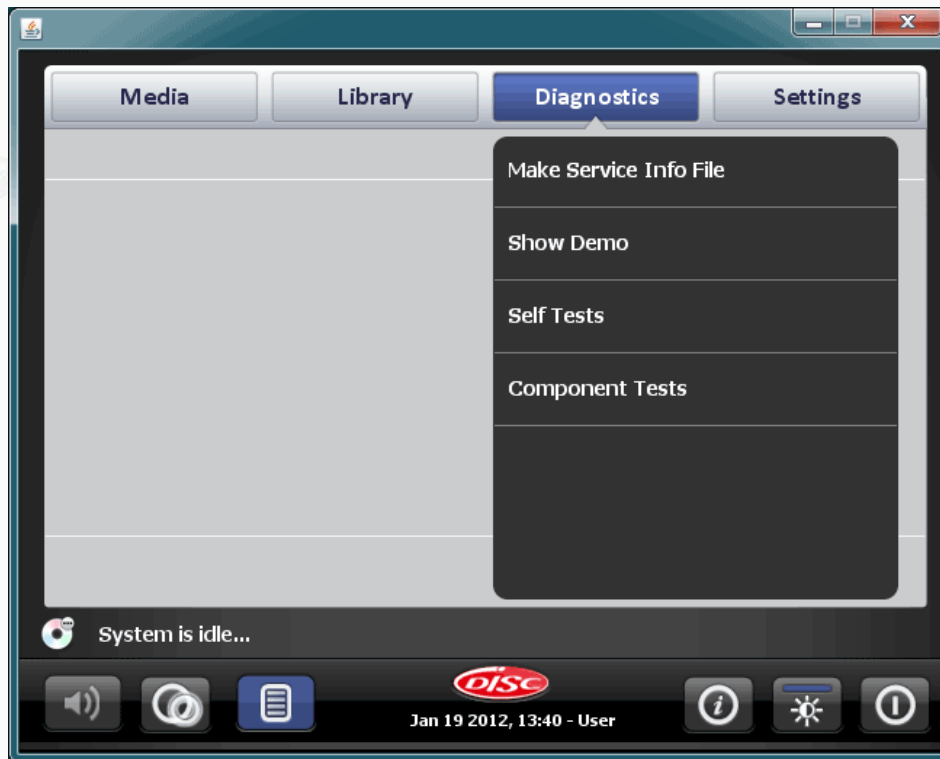 Media Library Diagnostics Settings
Make Service Info File
Show Demo
Self Tests
Component Tests
System is idle...
DISC
Jan 19 2012, 13:40 - User